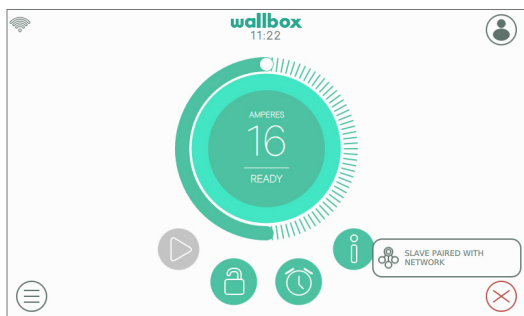 wallbox
11:22
AMPERES
16
READY
SLAVE PAIRED WITH
NETWORK